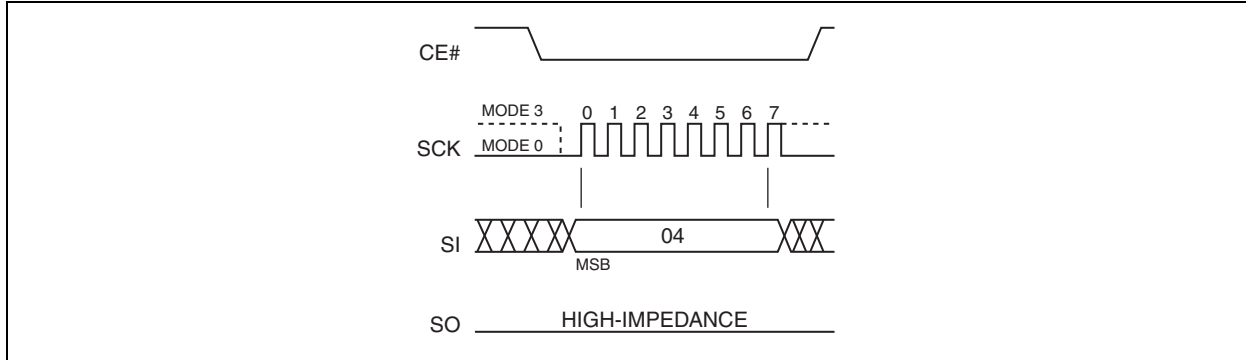 CE#
MODE 3 0 1 2 3 4 5 6 7
SCK MODE 0
SI 04
MSB
SO HIGH-IMPEDANCE